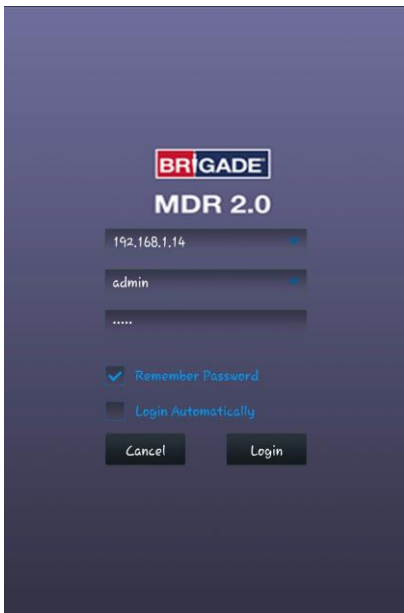 BRIGADE
MDR 2.0
192.168.1.14
admin
•••••
Remember Password
Login Automatically
Cancel Login